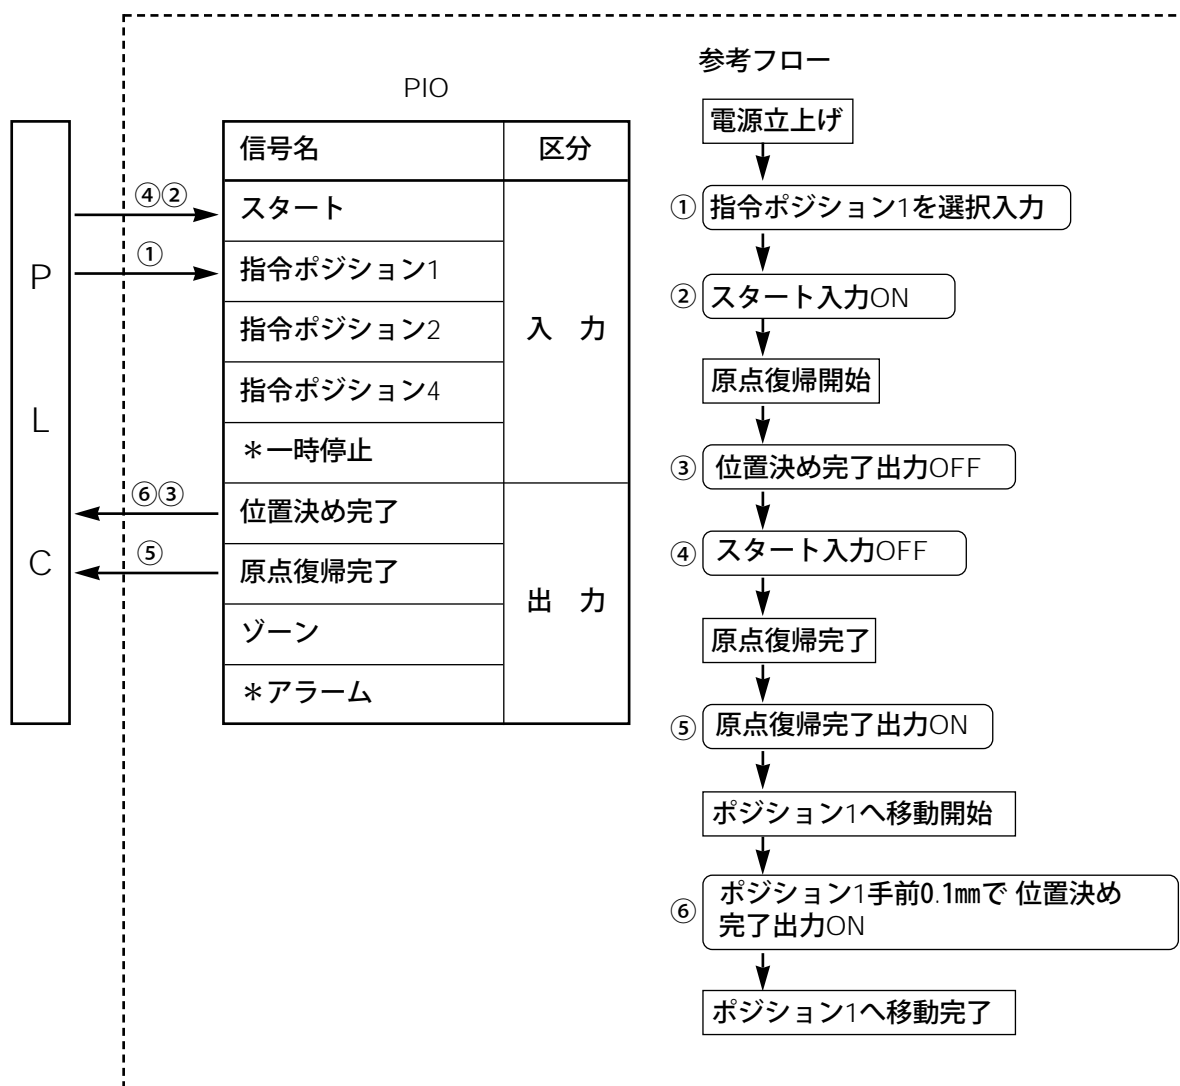 PIO
P
L
C
④②
①
⑥③
⑤
信号名 区分
スタート
指令ポジション1
指令ポジション2
指令ポジション4
＊一時停止
入 力
位置決め完了
原点復帰完了
ゾーン
＊アラーム
出 力
参考フロー
電源立上げ
① 指令ポジション1を選択入力
② スタート入力ON
原点復帰開始
③ 位置決め完了出力OFF
④ スタート入力OFF
原点復帰完了
⑤ 原点復帰完了出力ON
ポジション1へ移動開始
⑥ ポジション1手前0.1㎜で 位置決め
完了出力ON
ポジション1へ移動完了